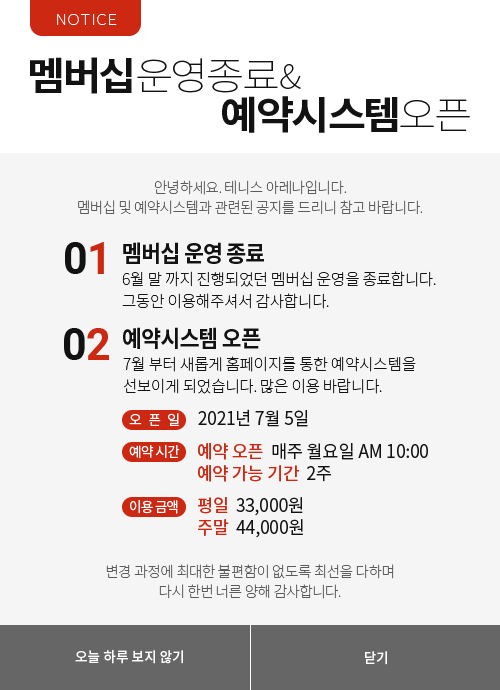 NOTICE
멤버십운영종료&
예약시스템오픈
안녕하세요. 테니스 아레나입니다.
멤버십 및 예약시스템과 관련된 공지를 드리니 참고 바랍니다.
01 멤버십 운영 종료
6월 말 까지 진행되었던 멤버십 운영을 종료합니다.
그동안 이용해주셔서 감사합니다.
02 예약시스템 오픈
7월 부터 새롭게 홈페이지를 통한 예약시스템을
선보이게 되었습니다. 많은 이용 바랍니다.
오 픈 일 2021년 7월 5일
예약 시간 예약 오픈 매주 월요일 AM 10:00
예약 가능 기간 2주
이용 금액 평일 33,000원
주말 44,000원
변경 과정에 최대한 불편함이 없도록 최선을 다하며
다시 한번 너른 양해 감사합니다.
오늘 하루 보지 않기 닫기